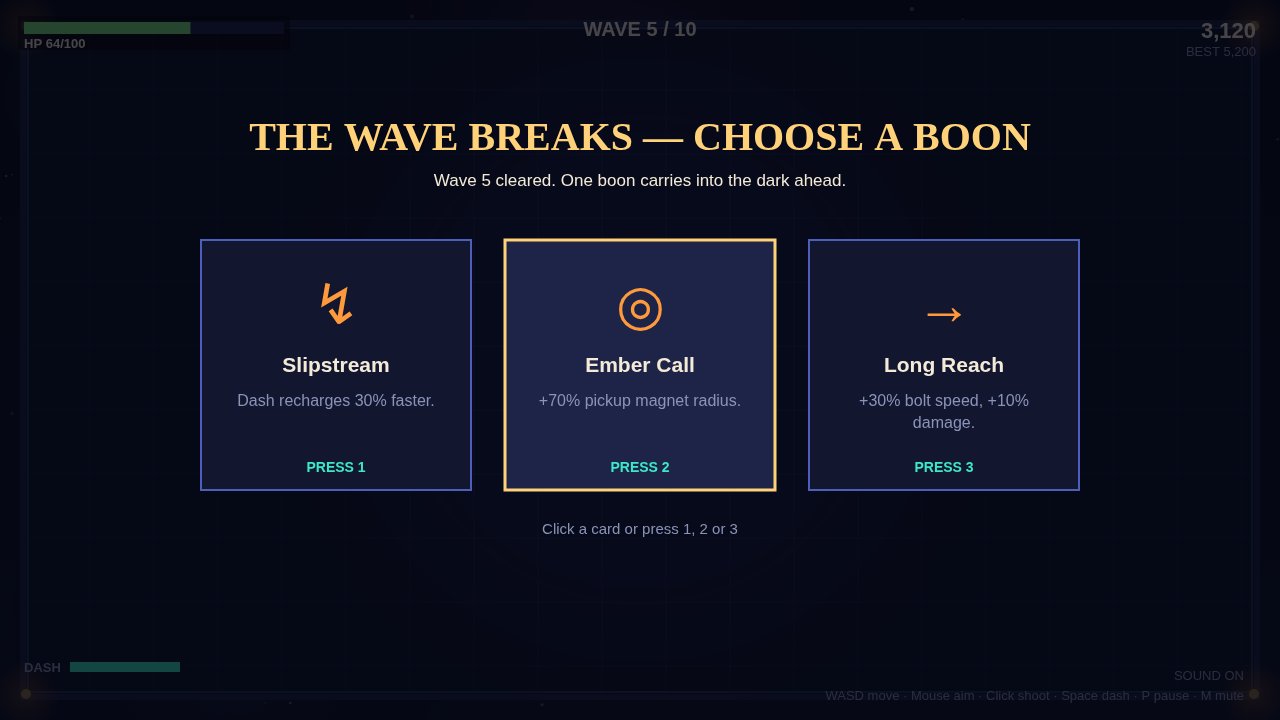 HP 64/100
WAVE 5 / 10
3,120
BEST 5,200
THE WAVE BREAKS — CHOOSE A BOON
Wave 5 cleared. One boon carries into the dark ahead.
↯
Slipstream
Dash recharges 30% faster.
PRESS 1
◎
Ember Call
+70% pickup magnet radius.
PRESS 2
→
Long Reach
+30% bolt speed, +10%
damage.
PRESS 3
Click a card or press 1, 2 or 3
DASH
SOUND ON
WASD move · Mouse aim · Click shoot · Space dash · P pause · M mute